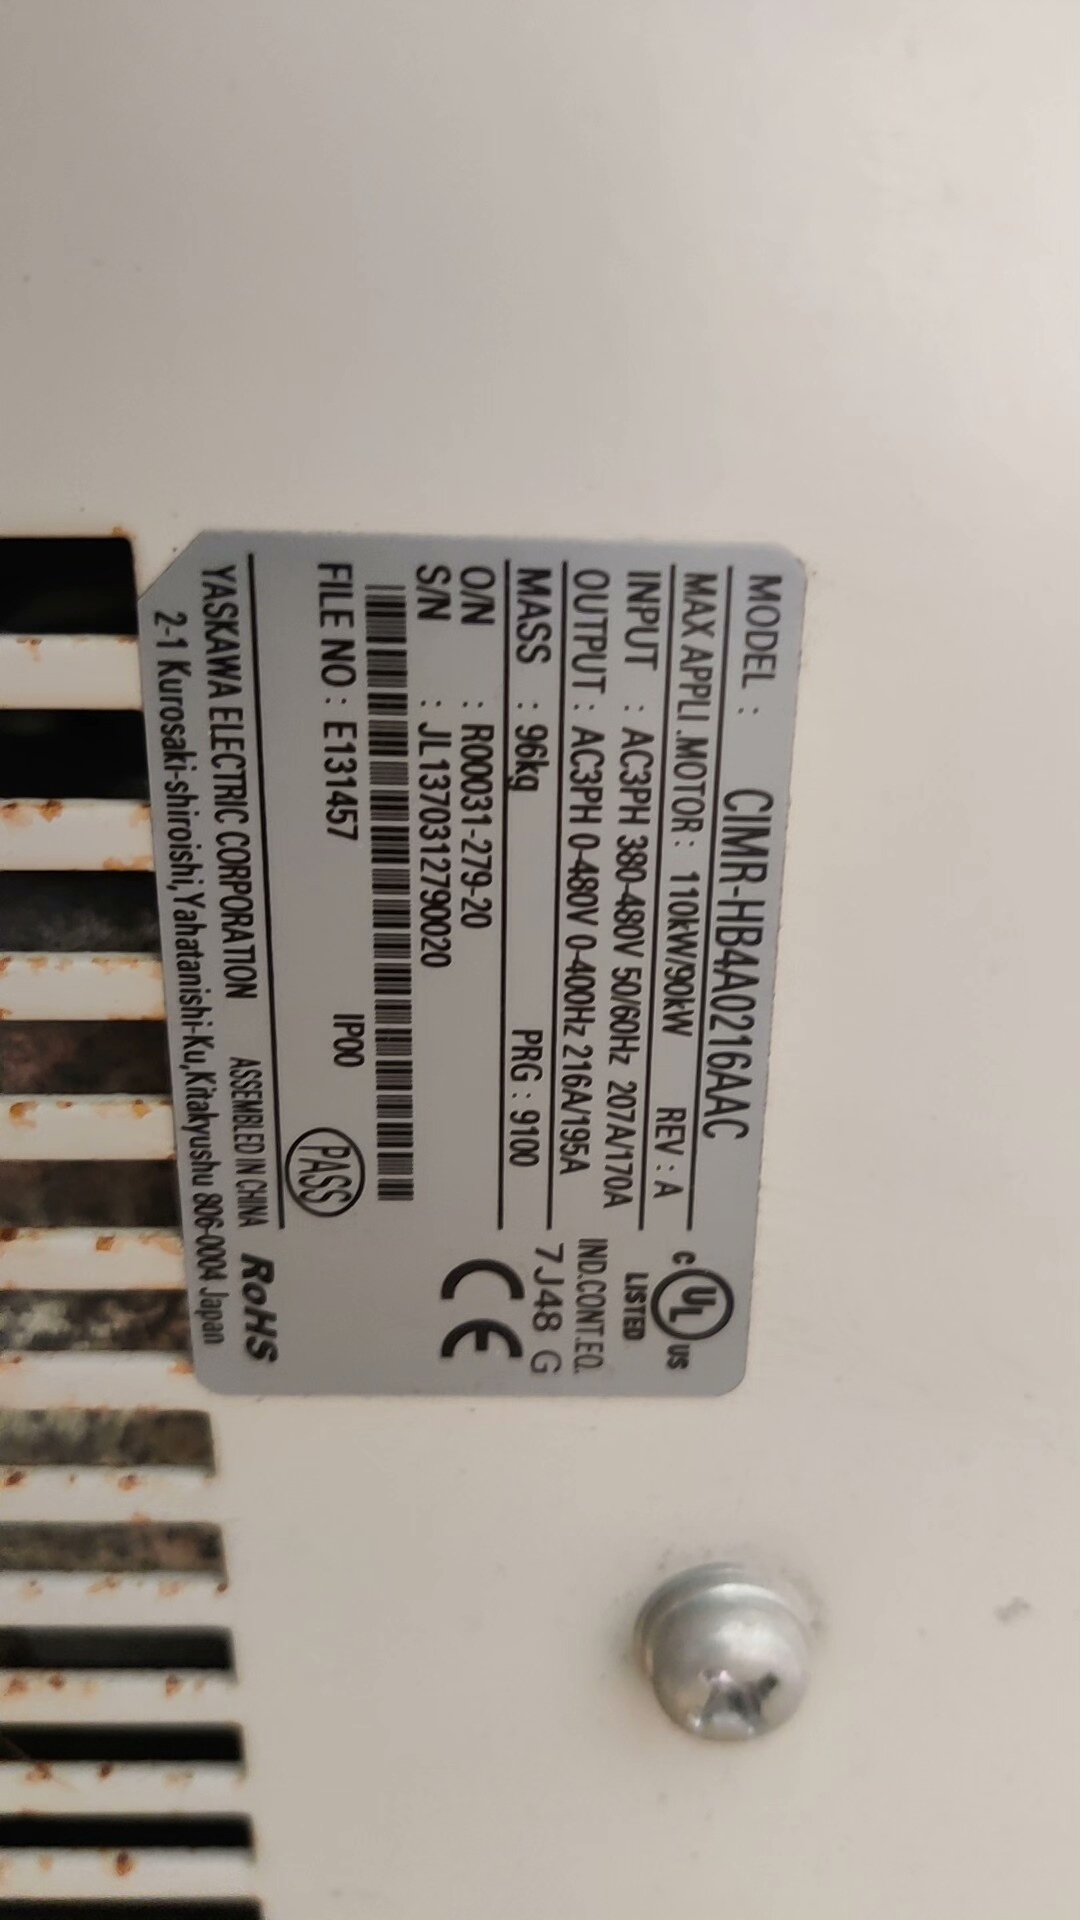 MODEL : CIMR-HB4A0216AAC
MAX APPLI .MOTOR : 110kW/90kW REV : A
INPUT : AC3PH 380-480V 50/60Hz 207A/170A
OUTPUT : AC3PH 0-480V 0-400Hz 216A/195A
MASS : 96kg PRG : 9100
O/N : R00031-279-20
S/N : JL1370312790020
FILE NO : E131457 IP00
PASS
YASKAWA ELECTRIC CORPORATION ASSEMBLED IN CHINA
2-1 Kurosaki-shiroishi,Yahatanishi-Ku,Kitakyushu 806-0004 Japan
C UL US
LISTED
IND.CONT.EQ.
7J48 G
CE
RoHS